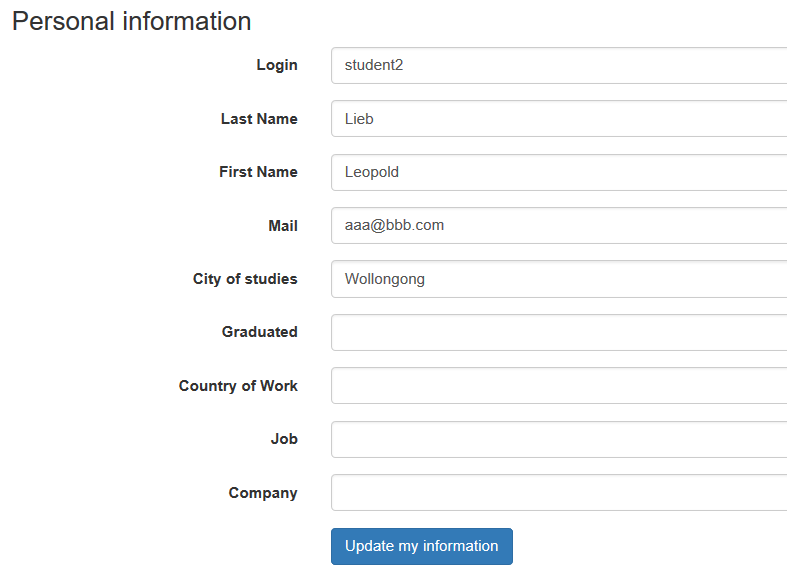 Personal information
Login student2
Last Name Lieb
First Name Leopold
Mail aaa@bbb.com
City of studies Wollongong
Graduated
Country of Work
Job
Company
Update my information